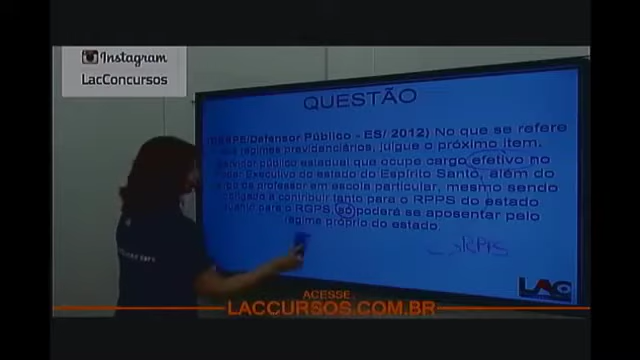 Instagram
LacConcursos
QUESTÃO
/Defensor Público - ES/ 2012) No que se refere
regimes previdenciários, julgue o próximo item.
servidor público estadual que ocupe cargo efetivo no
Poder Executivo do estado do Espírito Santo, além do
de professor em escola particular, mesmo sendo
obrigado a contribuir tanto para o RPPS do estado
quanto para o RGPS, só poderá se aposentar pelo
regime próprio do estado
RPPS
LAC
ACESSE
LACCURSOS.COM.BR